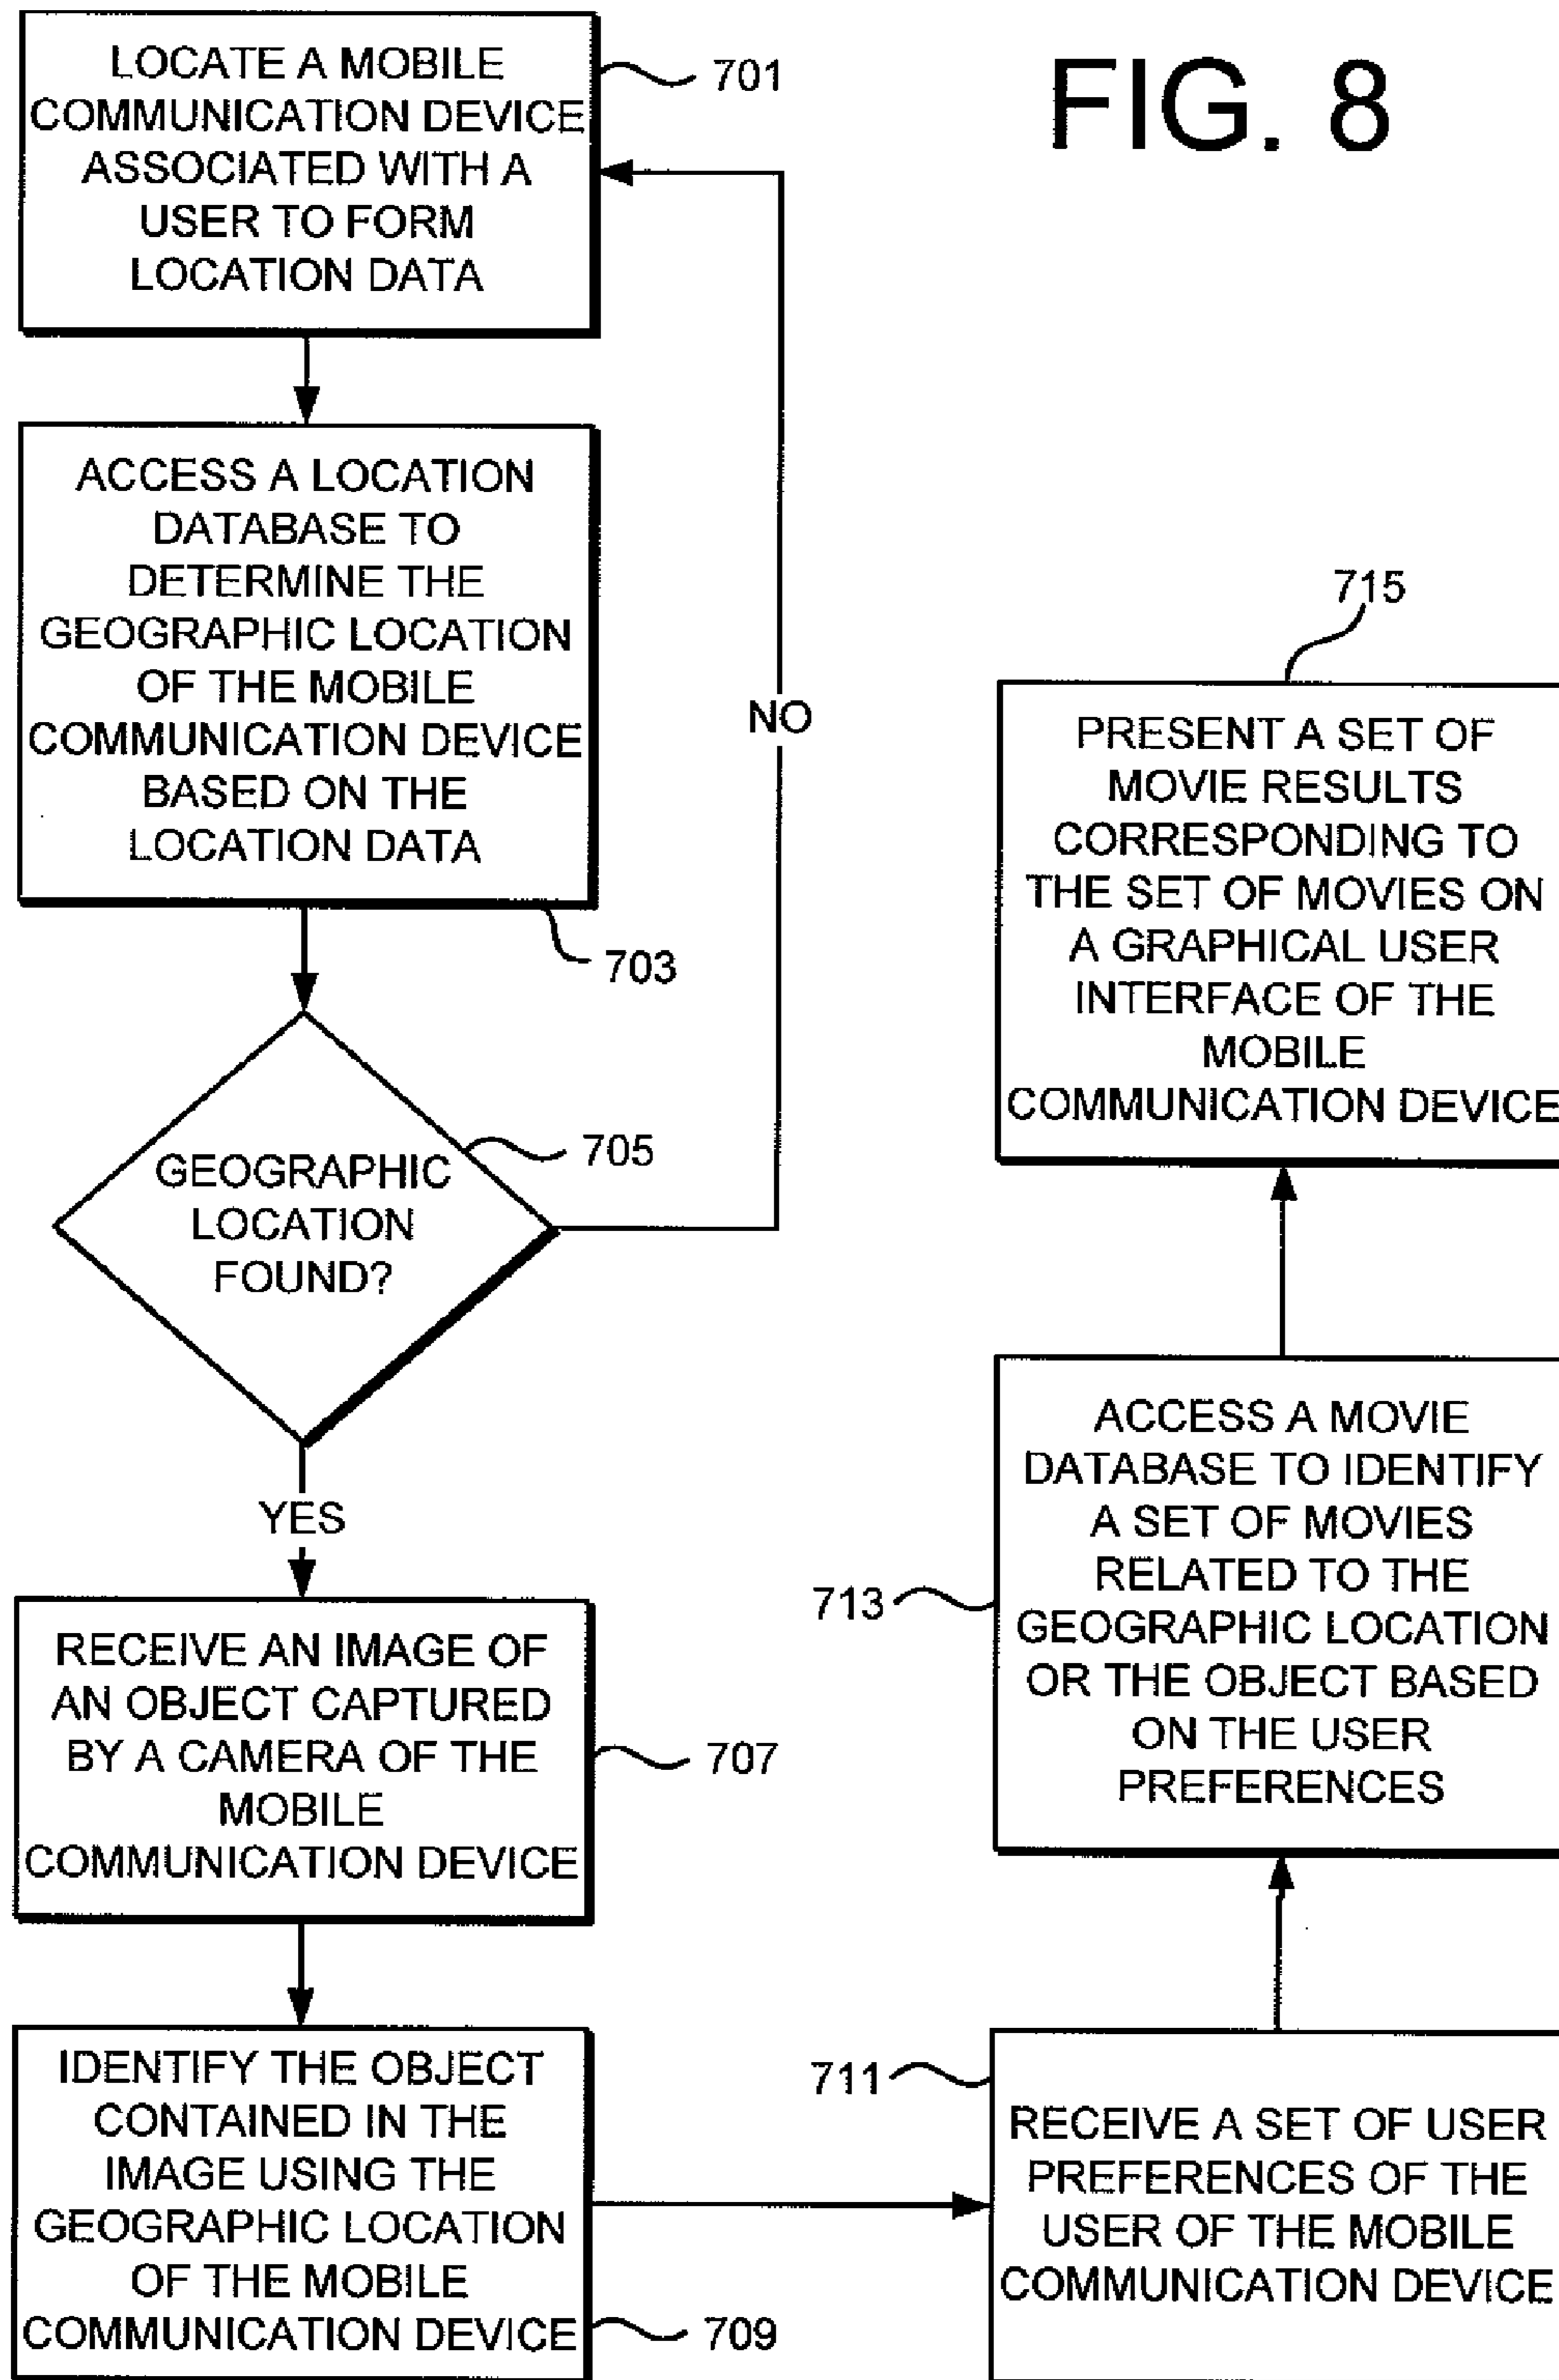 FIG. 8
LOCATE A MOBILE
COMMUNICATION DEVICE
ASSOCIATED WITH A
USER TO FORM
LOCATION DATA
701
ACCESS A LOCATION
DATABASE TO
DETERMINE THE
GEOGRAPHIC LOCATION
OF THE MOBILE
COMMUNICATION DEVICE
BASED ON THE
LOCATION DATA
703
GEOGRAPHIC
LOCATION
FOUND?
705
NO
YES
RECEIVE AN IMAGE OF
AN OBJECT CAPTURED
BY A CAMERA OF THE
MOBILE
COMMUNICATION DEVICE
707
IDENTIFY THE OBJECT
CONTAINED IN THE
IMAGE USING THE
GEOGRAPHIC LOCATION
OF THE MOBILE
COMMUNICATION DEVICE
709
711
RECEIVE A SET OF USER
PREFERENCES OF THE
USER OF THE MOBILE
COMMUNICATION DEVICE
713
ACCESS A MOVIE
DATABASE TO IDENTIFY
A SET OF MOVIES
RELATED TO THE
GEOGRAPHIC LOCATION
OR THE OBJECT BASED
ON THE USER
PREFERENCES
715
PRESENT A SET OF
MOVIE RESULTS
CORRESPONDING TO
THE SET OF MOVIES ON
A GRAPHICAL USER
INTERFACE OF THE
MOBILE
COMMUNICATION DEVICE